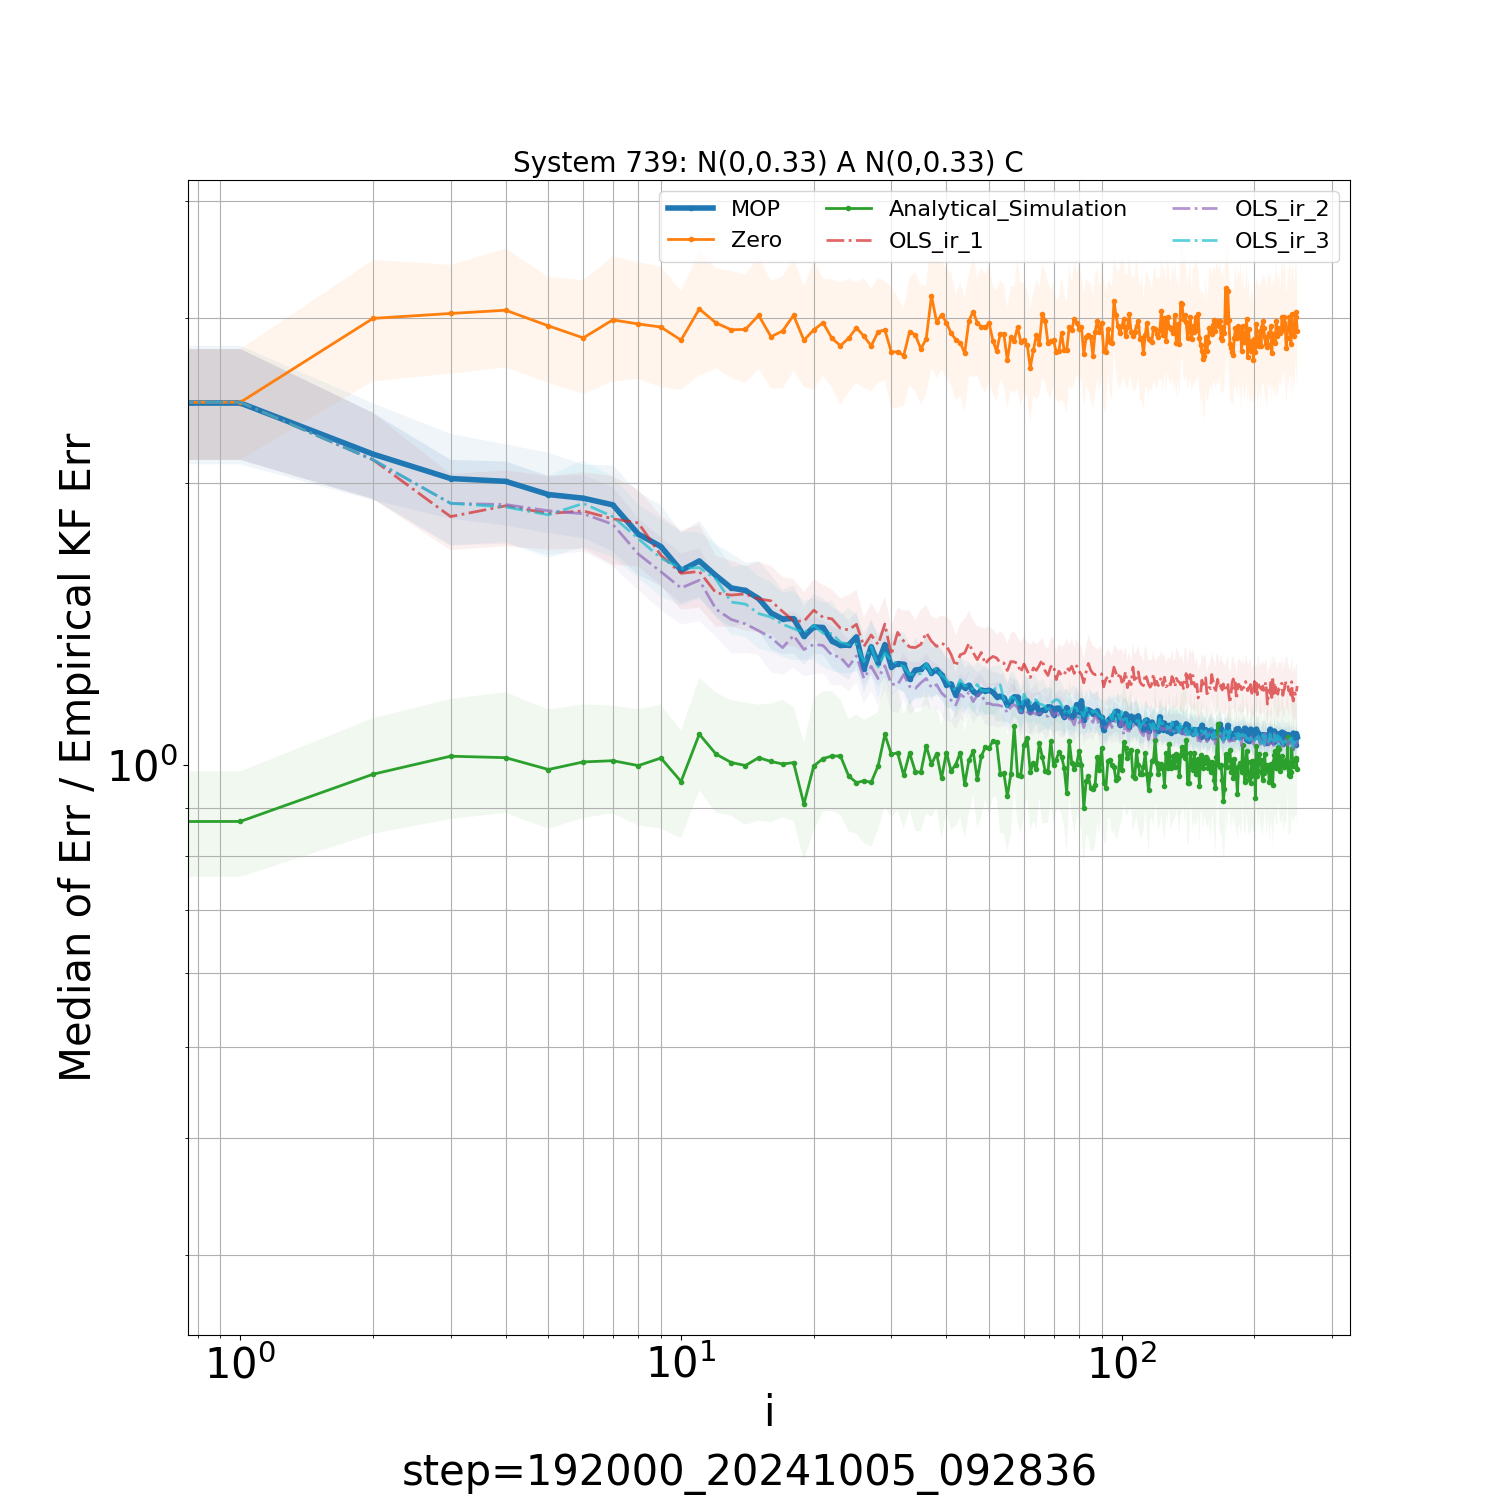 System 739: N(0,0.33) A N(0,0.33) C
MOP
Zero
Analytical_Simulation
OLS_ir_1
OLS_ir_2
OLS_ir_3
Median of Err / Empirical KF Err
10⁰
10⁰
10¹
10²
i
step=192000_20241005_092836